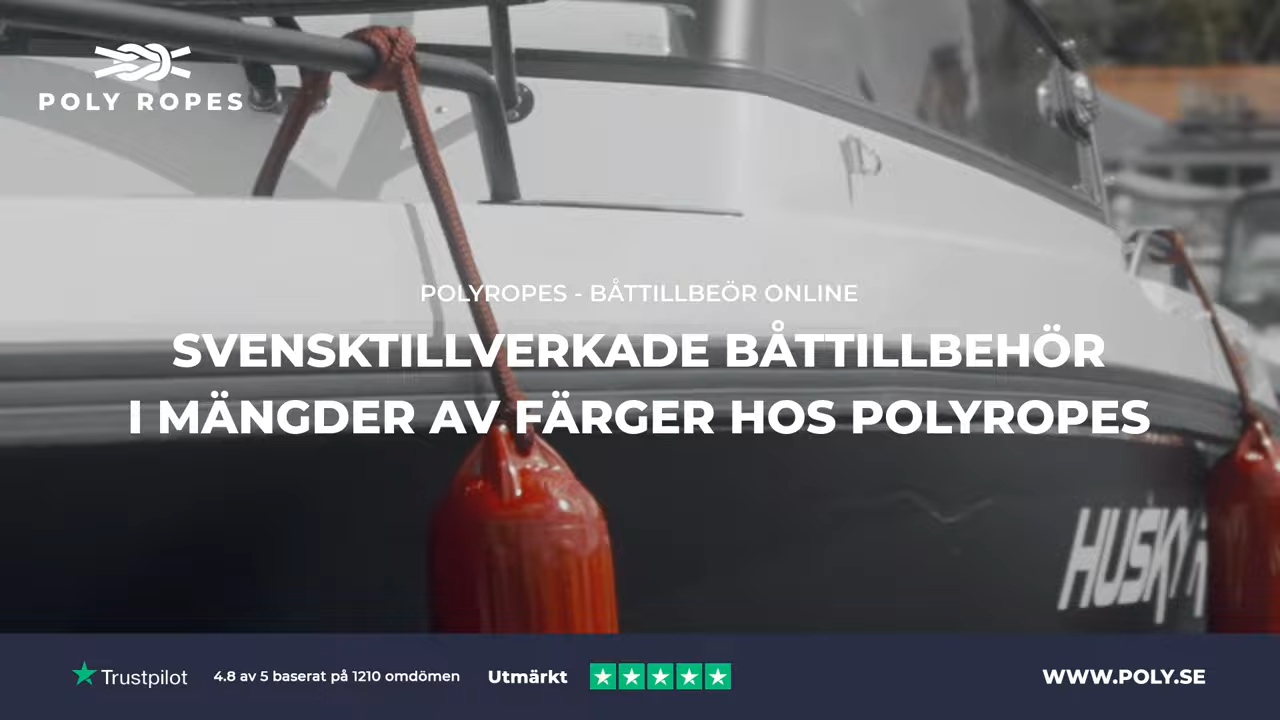 POLY ROPES
POLYROPES - BÅTTILLBEÖR ONLINE
SVENSKTILLVERKADE BÅTTILLBEHÖR
I MÄNGDER AV FÄRGER HOS POLYROPES
HUSKY
Trustpilot 4.8 av 5 baserat på 1210 omdömen Utmärkt WWW.POLY.SE